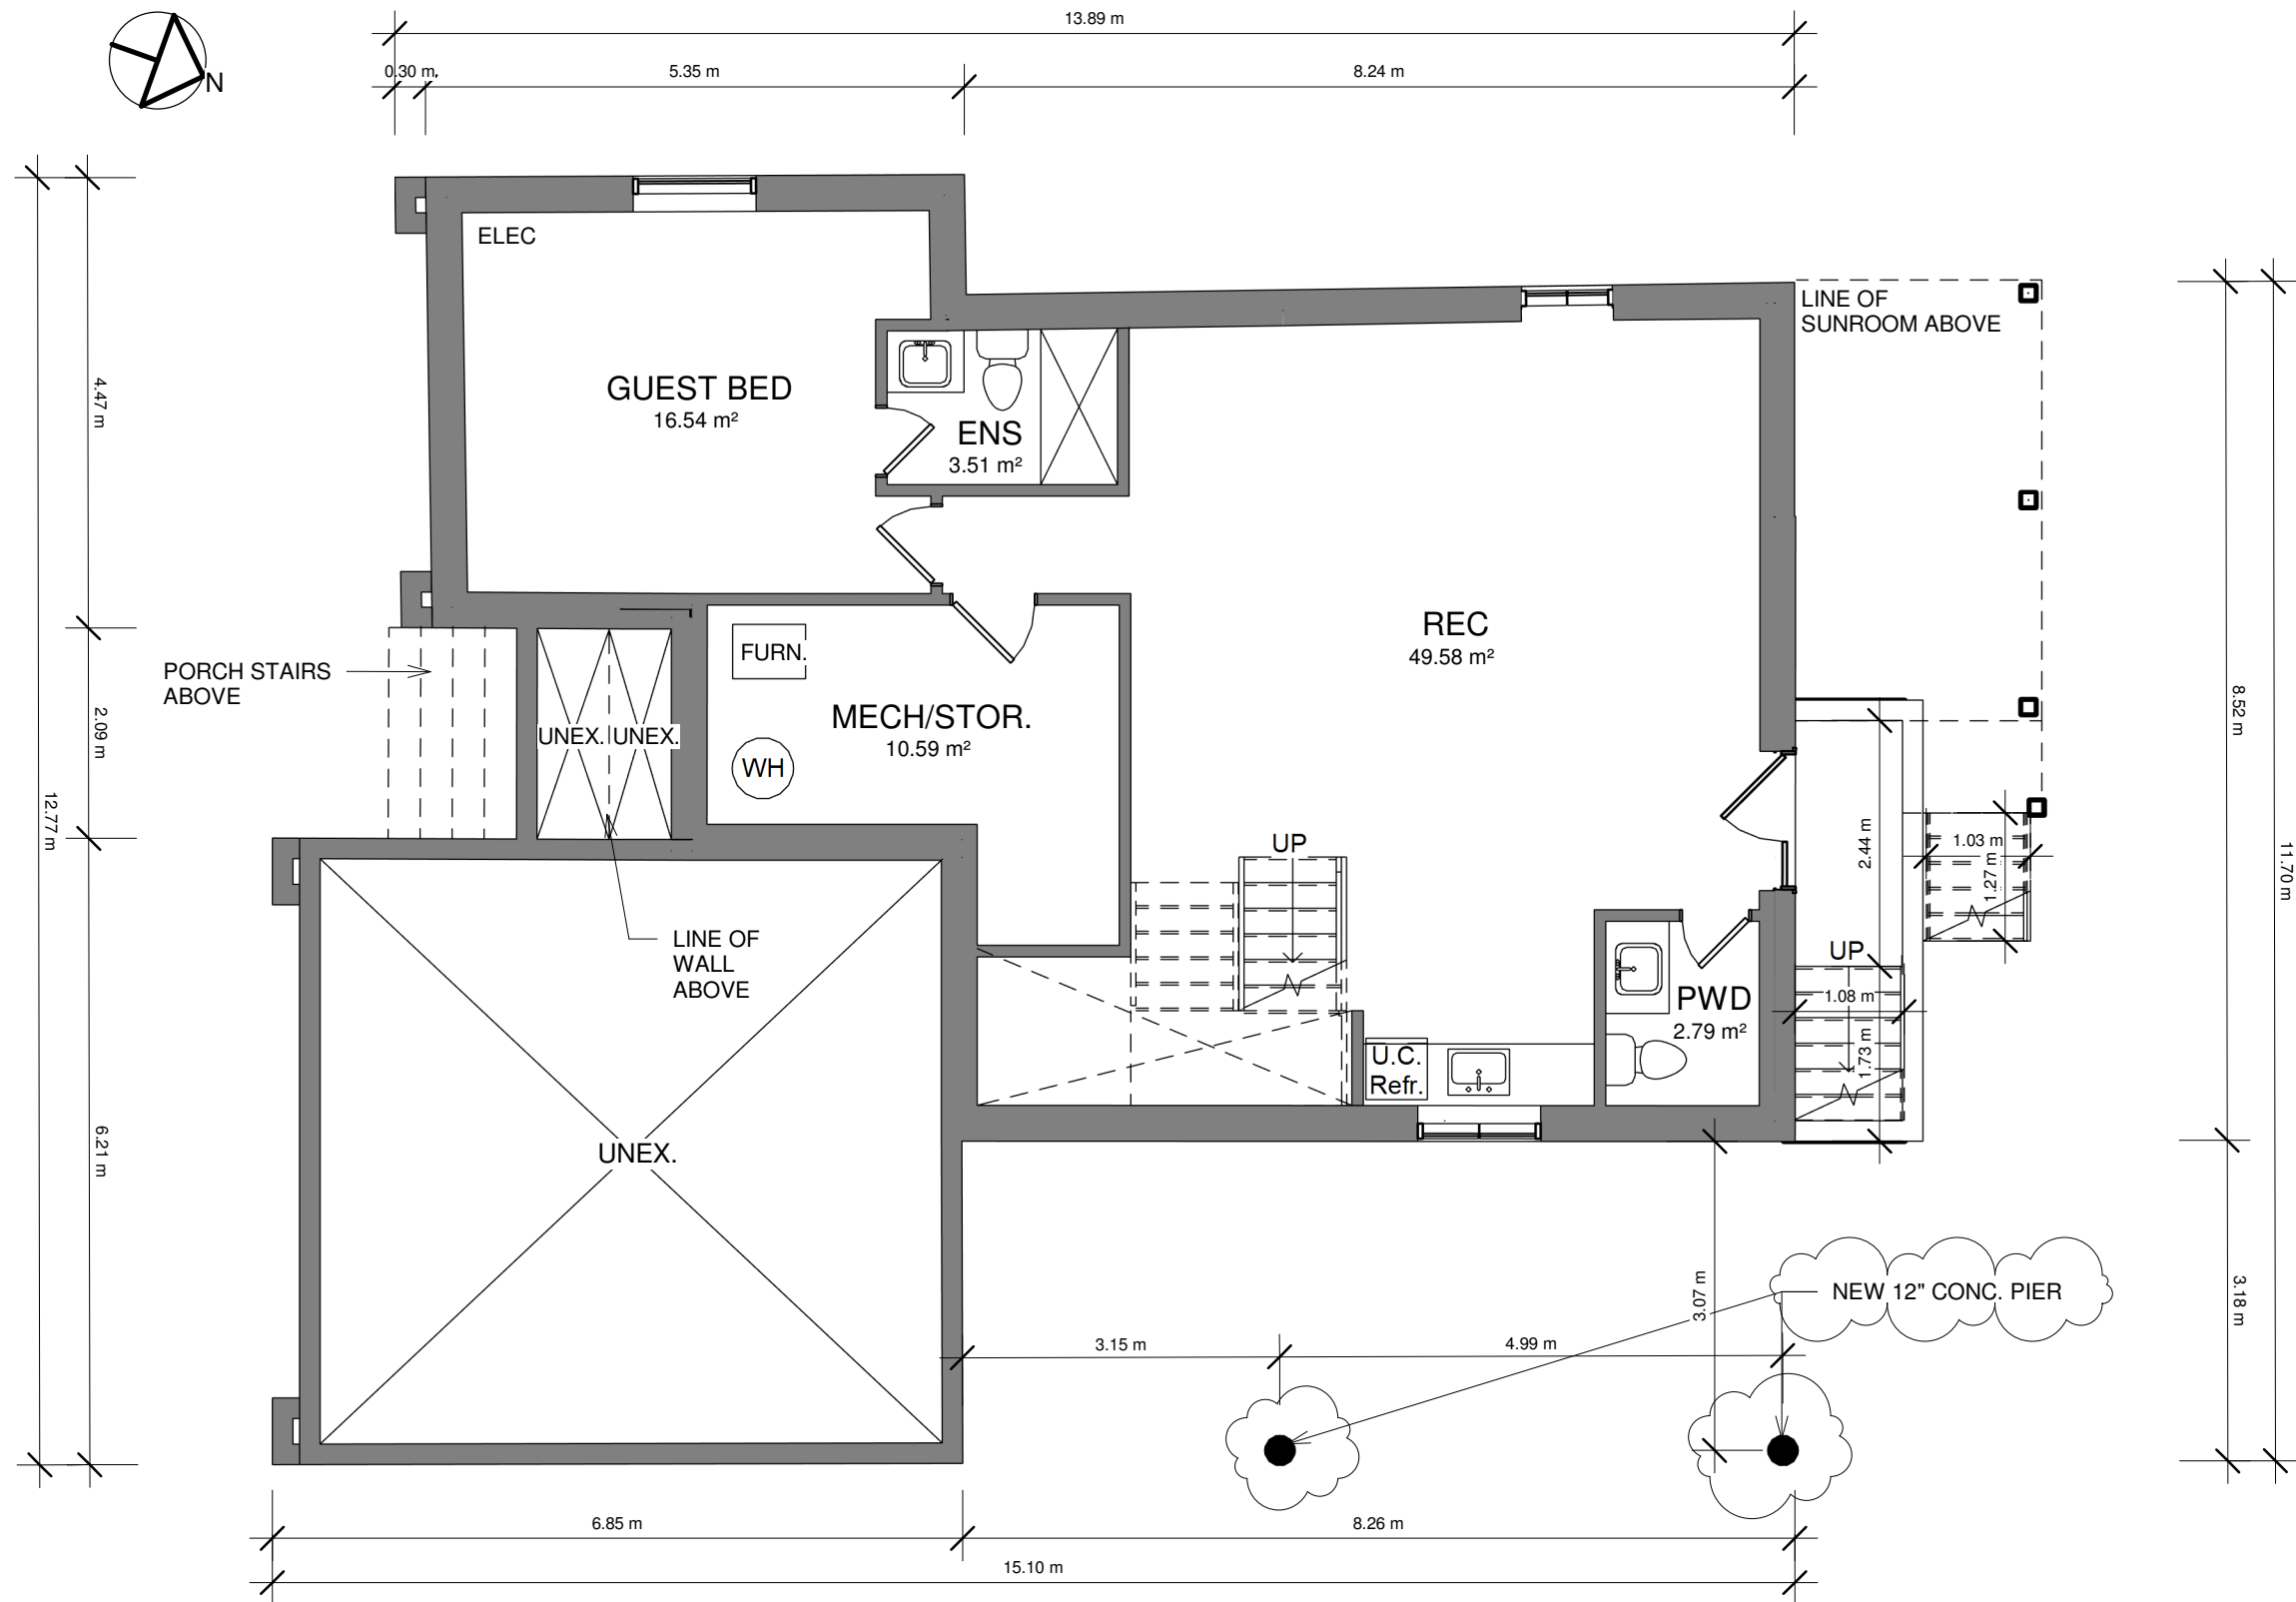 13.89 m
0.30 m,
5.35 m
8.24 m
N
ELEC
LINE OF
SUNROOM ABOVE
GUEST BED
16.54 m²
ENS
3.51 m²
4.47 m
REC
49.58 m²
FURN.
PORCH STAIRS
ABOVE
MECH/STOR.
10.59 m²
UNEX.
UNEX.
WH
2.09 m
8.52 m
12.77 m
11.70 m
UP
2.44 m
1.03 m
1.27 m
LINE OF
WALL
ABOVE
UP
PWD
2.79 m²
1.08 m
1.73 m
U.C.
Refr.
UNEX.
6.21 m
NEW 12" CONC. PIER
3.07 m
3.18 m
3.15 m
4.99 m
6.85 m
8.26 m
15.10 m